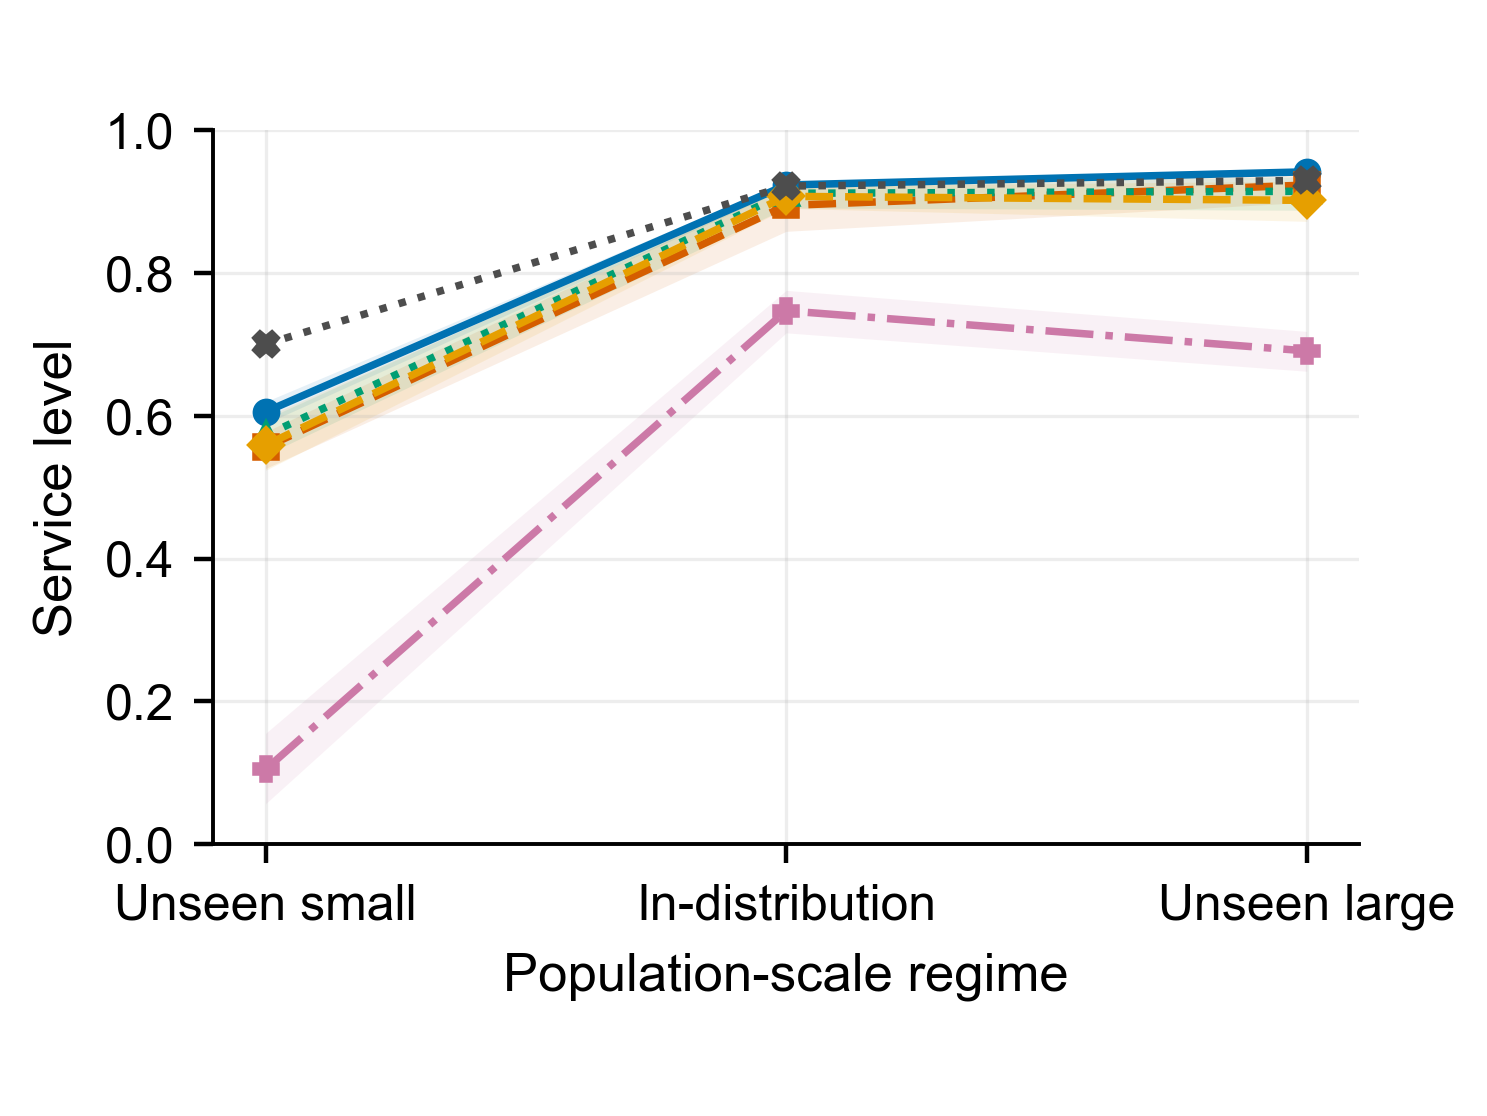 1.0
0.8
0.6
0.4
0.2
0.0
Service level
Unseen small
In-distribution
Unseen large
Population-scale regime